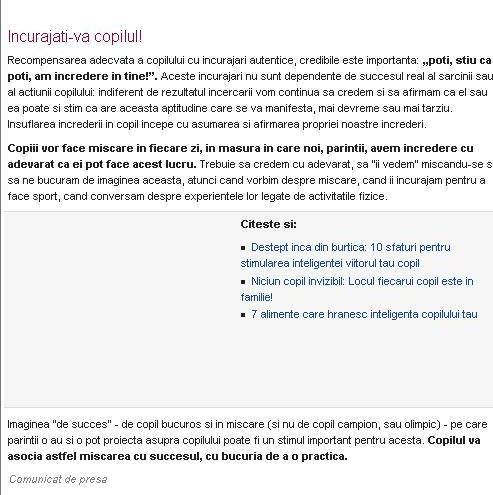 Incurajati-va copilul!
Recompensarea adecvata a copilului cu incurajari autentice, credibile este importanta: „poti, stiu ca
poti, am incredere in tine!”. Aceste incurajari nu sunt dependente de succesul real al sarcinii sau
al actiunii copilului: indiferent de rezultatul incercarii vom continua sa credem si sa afirmam ca el sau
ea poate si stim ca are aceasta aptitudine care se va manifesta, mai devreme sau mai tarziu.
Insuflarea increderii in copil incepe cu asumarea si afirmarea propriei noastre increderi.
Copiii vor face miscare in fiecare zi, in masura in care noi, parintii, avem incredere cu
adevarat ca ei pot face acest lucru. Trebuie sa credem cu adevarat, sa "ii vedem" miscandu-se s
sa ne bucuram de imaginea aceasta, atunci cand vorbim despre miscare, cand ii incurajam pentru a
face sport, cand conversam despre experientele lor legate de activitatile fizice.
Citeste si:
Destept inca din burtica: 10 sfaturi pentru
stimularea inteligentei viitorul tau copil
Niciun copil invizibil: Locul fiecarui copil este in
familie!
7 alimente care hranesc inteligenta copilului tau
Imaginea "de succes" - de copil bucuros si in miscare (si nu de copil campion, sau olimpic) - pe care
parintii o au si o pot proiecta asupra copilului poate fi un stimul important pentru acesta. Copilul va
asocia astfel miscarea cu succesul, cu bucuria de a o practica.
Comunicat de presa